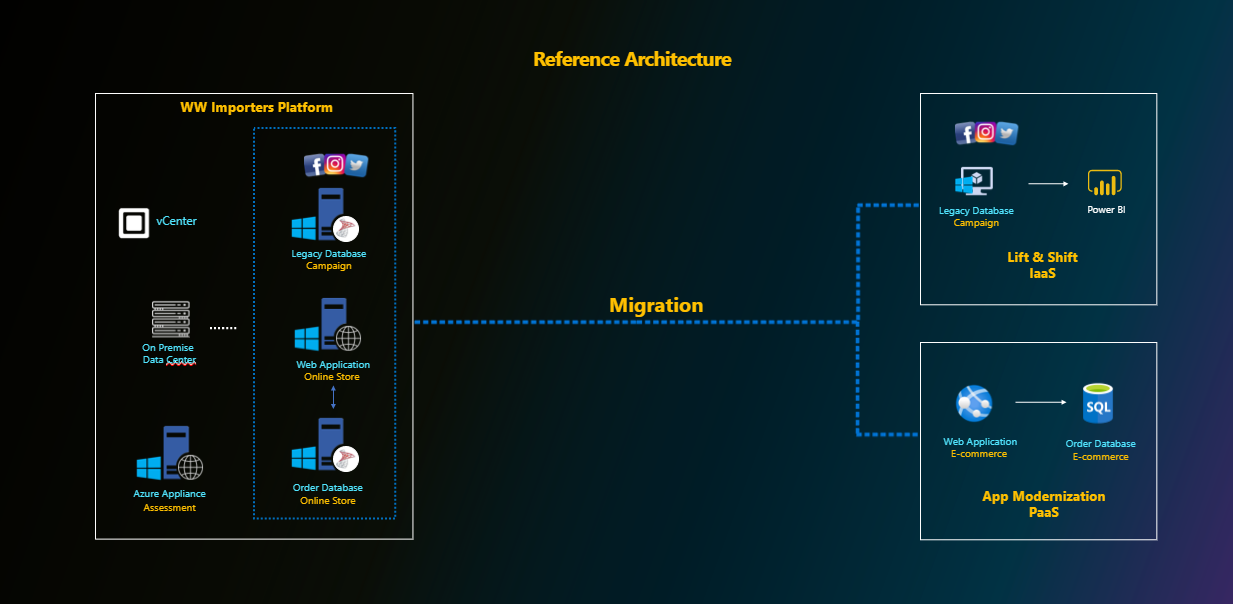 Reference Architecture
WW Importers Platform
vCenter
Legacy Database
Campaign
On Premise
Data Center
Web Application
Online Store
Azure Appliance
Assessment
Order Database
Online Store
Migration
Legacy Database
Campaign
Power BI
Lift & Shift
IaaS
SQL
Web Application
E-commerce
Order Database
E-commerce
App Modernization
PaaS